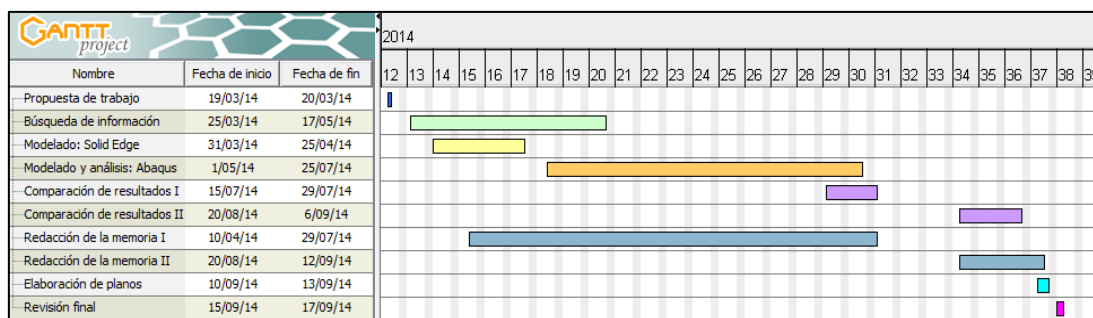 GANTT project
2014
Nombre Fecha de inicio Fecha de fin 12 13 14 15 16 17 18 19 20 21 22 23 24 25 26 27 28 29 30 31 32 33 34 35 36 37 38 39
Propuesta de trabajo 19/03/14 20/03/14
Búsqueda de información 25/03/14 17/05/14
Modelado: Solid Edge 31/03/14 25/04/14
Modelado y análisis: Abaqus 1/05/14 25/07/14
Comparación de resultados I 15/07/14 29/07/14
Comparación de resultados II 20/08/14 6/09/14
Redacción de la memoria I 10/04/14 29/07/14
Redacción de la memoria II 20/08/14 12/09/14
Elaboración de planos 10/09/14 13/09/14
Revisión final 15/09/14 17/09/14